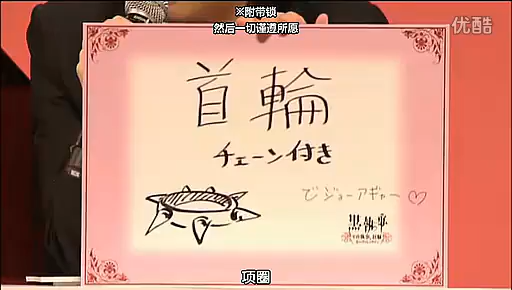 ※附带锁
然后一切谨遵所愿
优酷
首輪
チェーン付き
でジョーアギャー♡
黒執事
项圈